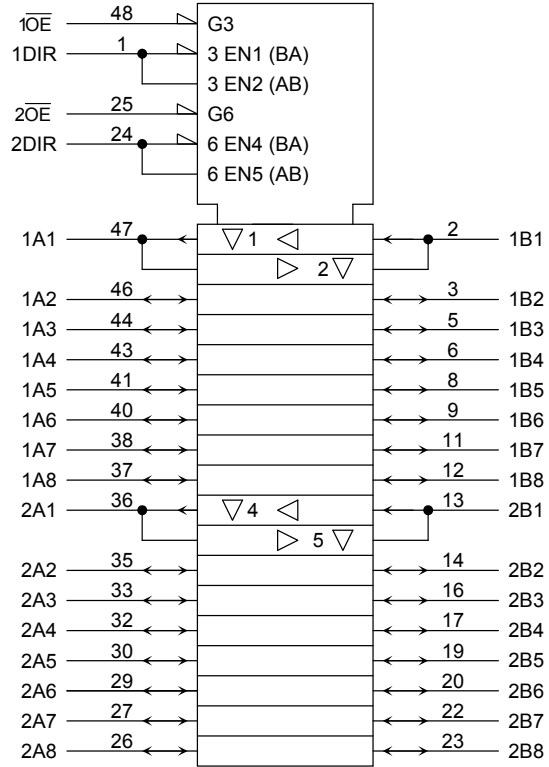 1O̅E̅ 48 G3
1DIR 1 3 EN1 (BA)
3 EN2 (AB)
2O̅E̅ 25 G6
2DIR 24 6 EN4 (BA)
6 EN5 (AB)
1A1 47 ▽ 1 ◁ 2 1B1
▷ 2 ▽
1A2 46 3 1B2
1A3 44 5 1B3
1A4 43 6 1B4
1A5 41 8 1B5
1A6 40 9 1B6
1A7 38 11 1B7
1A8 37 12 1B8
2A1 36 ▽ 4 ◁ 13 2B1
▷ 5 ▽
2A2 35 14 2B2
2A3 33 16 2B3
2A4 32 17 2B4
2A5 30 19 2B5
2A6 29 20 2B6
2A7 27 22 2B7
2A8 26 23 2B8